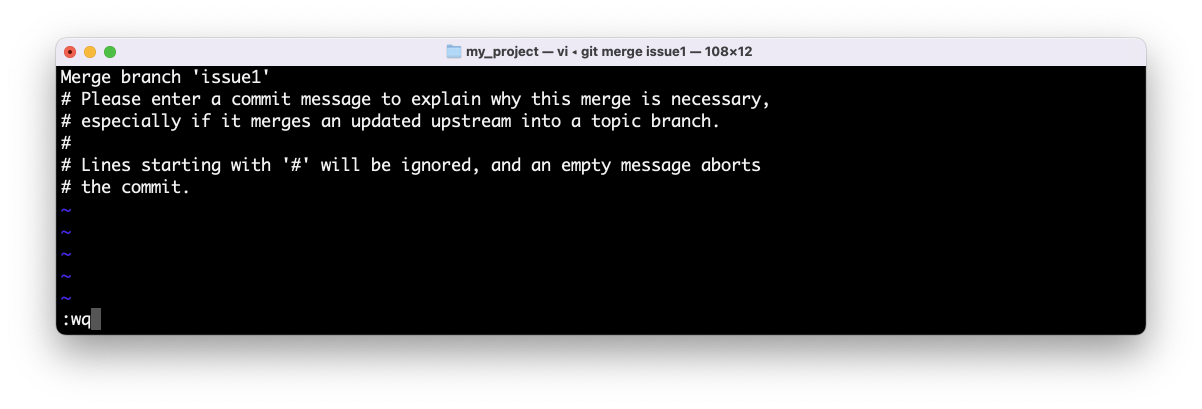 my_project — vi ‹ git merge issue1 — 108×12
Merge branch 'issue1'
# Please enter a commit message to explain why this merge is necessary,
# especially if it merges an updated upstream into a topic branch.
#
# Lines starting with '#' will be ignored, and an empty message aborts
# the commit.
~
~
~
~
~
:wq